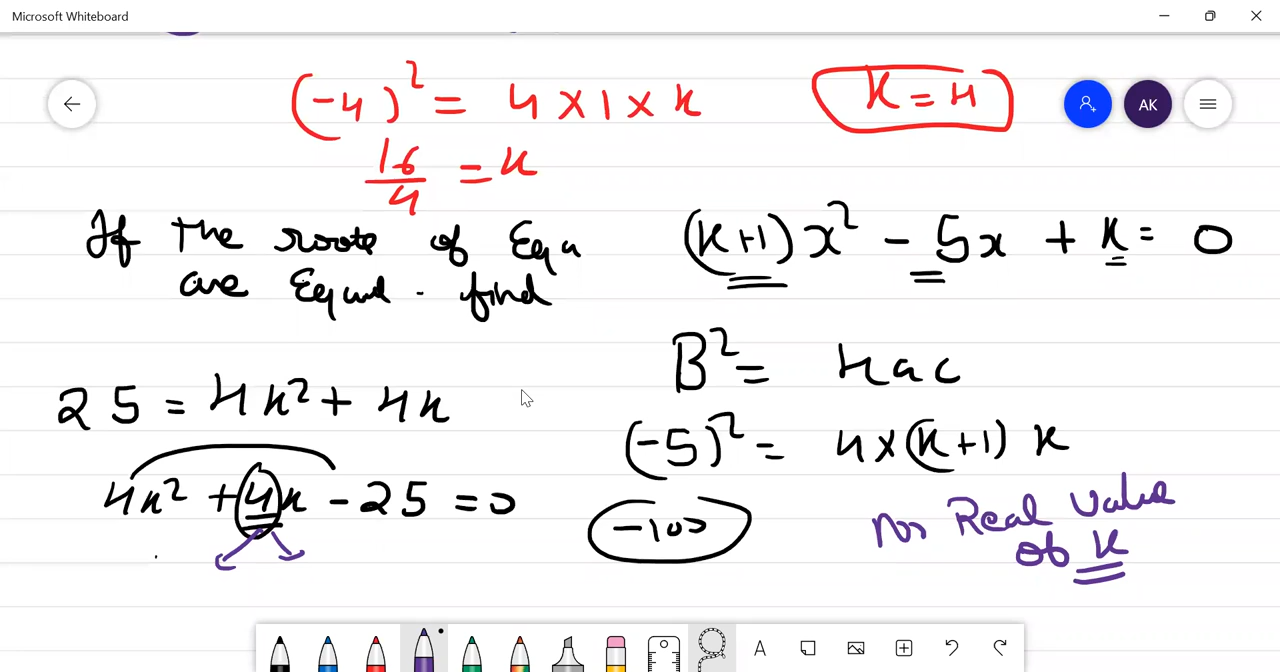 Microsoft Whiteboard
(-4)² = 4 × 1 × k
k = 4
AK
16/4 = k
If the roots of Equa
are Equal. find
(k+1)x² - 5x + k = 0
B² = 4ac
25 = 4k² + 4k
(-5)² = 4×(k+1) k
4k² + 4k - 25 = 0
-100
No Real Value
of k
A